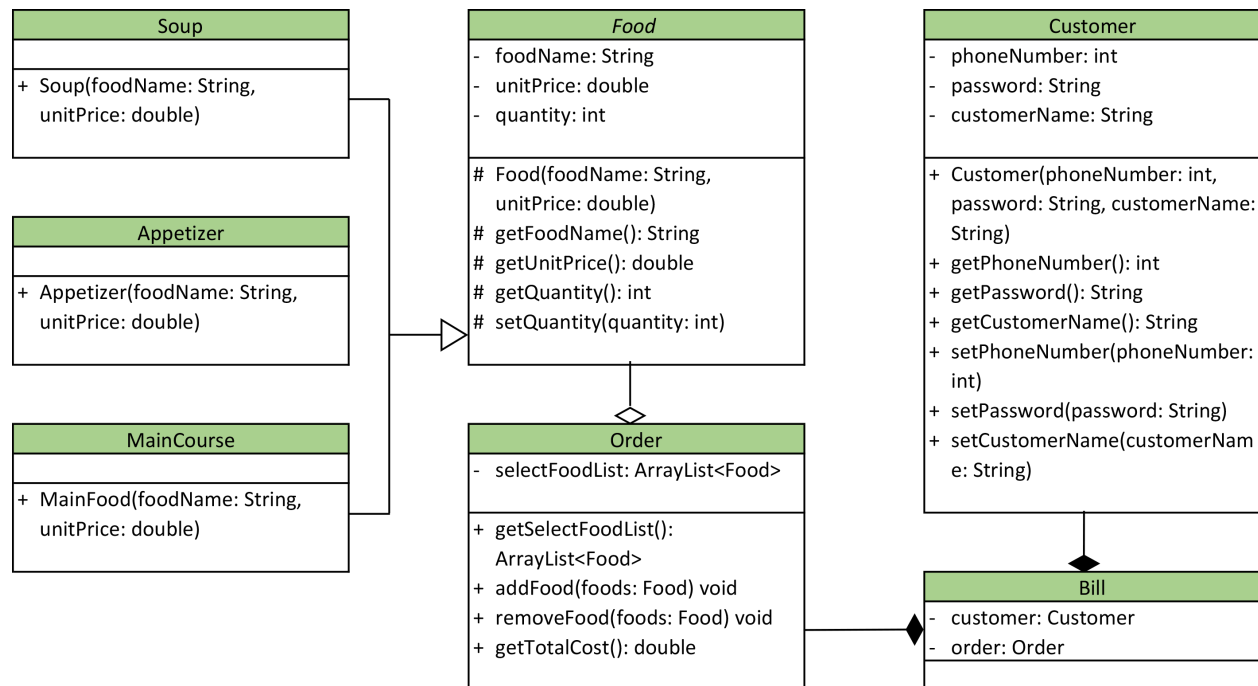 Soup
+ Soup(foodName: String,
unitPrice: double)
Appetizer
+ Appetizer(foodName: String,
unitPrice: double)
MainCourse
+ MainFood(foodName: String,
unitPrice: double)
Food
- foodName: String
- unitPrice: double
- quantity: int
# Food(foodName: String,
unitPrice: double)
# getFoodName(): String
# getUnitPrice(): double
# getQuantity(): int
# setQuantity(quantity: int)
Order
- selectFoodList: ArrayList<Food>
+ getSelectFoodList():
ArrayList<Food>
+ addFood(foods: Food) void
+ removeFood(foods: Food) void
+ getTotalCost(): double
Customer
- phoneNumber: int
- password: String
- customerName: String
+ Customer(phoneNumber: int,
password: String, customerName:
String)
+ getPhoneNumber(): int
+ getPassword(): String
+ getCustomerName(): String
+ setPhoneNumber(phoneNumber:
int)
+ setPassword(password: String)
+ setCustomerName(customerNam
e: String)
Bill
- customer: Customer
- order: Order